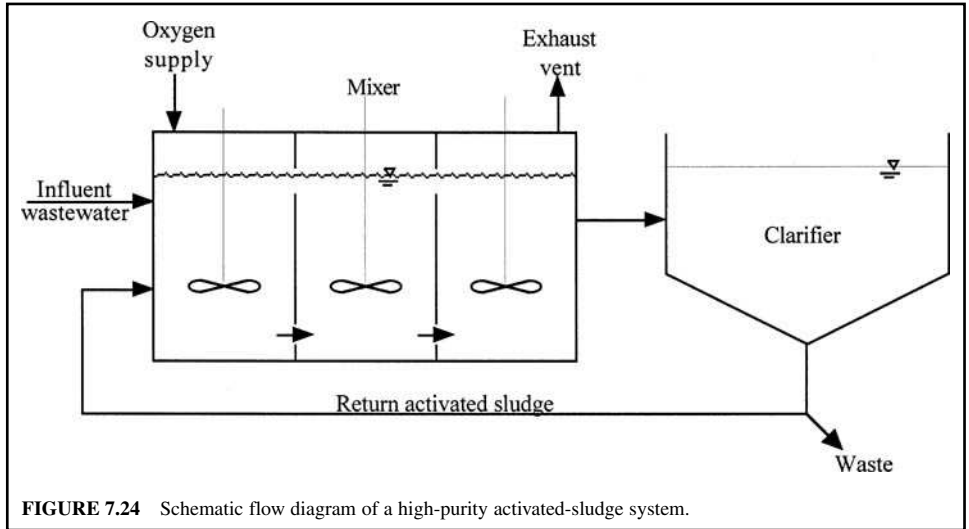 Oxygen
supply
Exhaust
vent
Mixer
Influent
wastewater
Clarifier
Return activated sludge
Waste
FIGURE 7.24 Schematic flow diagram of a high-purity activated-sludge system.